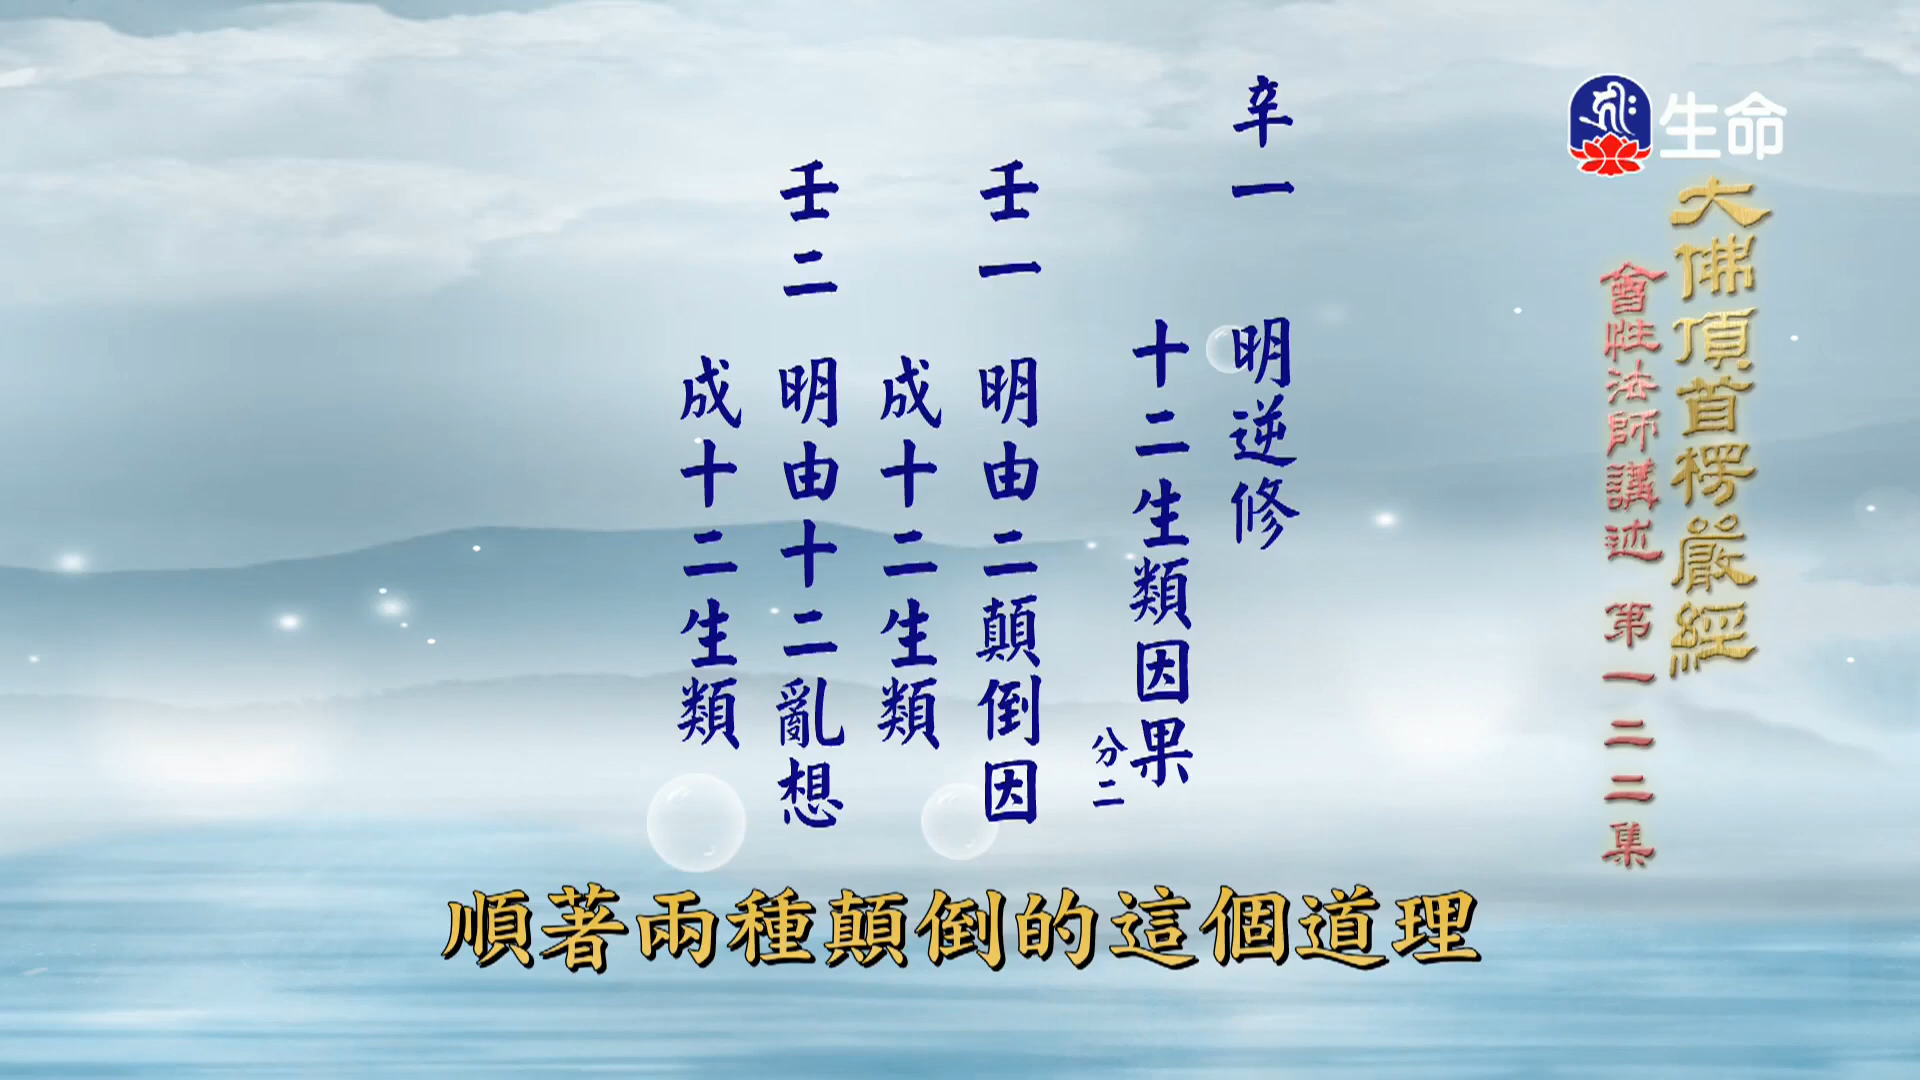 生命
大佛頂首楞嚴經
會性法師講述 第一二二集
辛一 明逆修
十二生類因果 分二
壬一 明由二顛倒因
成十二生類
壬二 明由十二亂想
成十二生類
順著兩種顛倒的這個道理